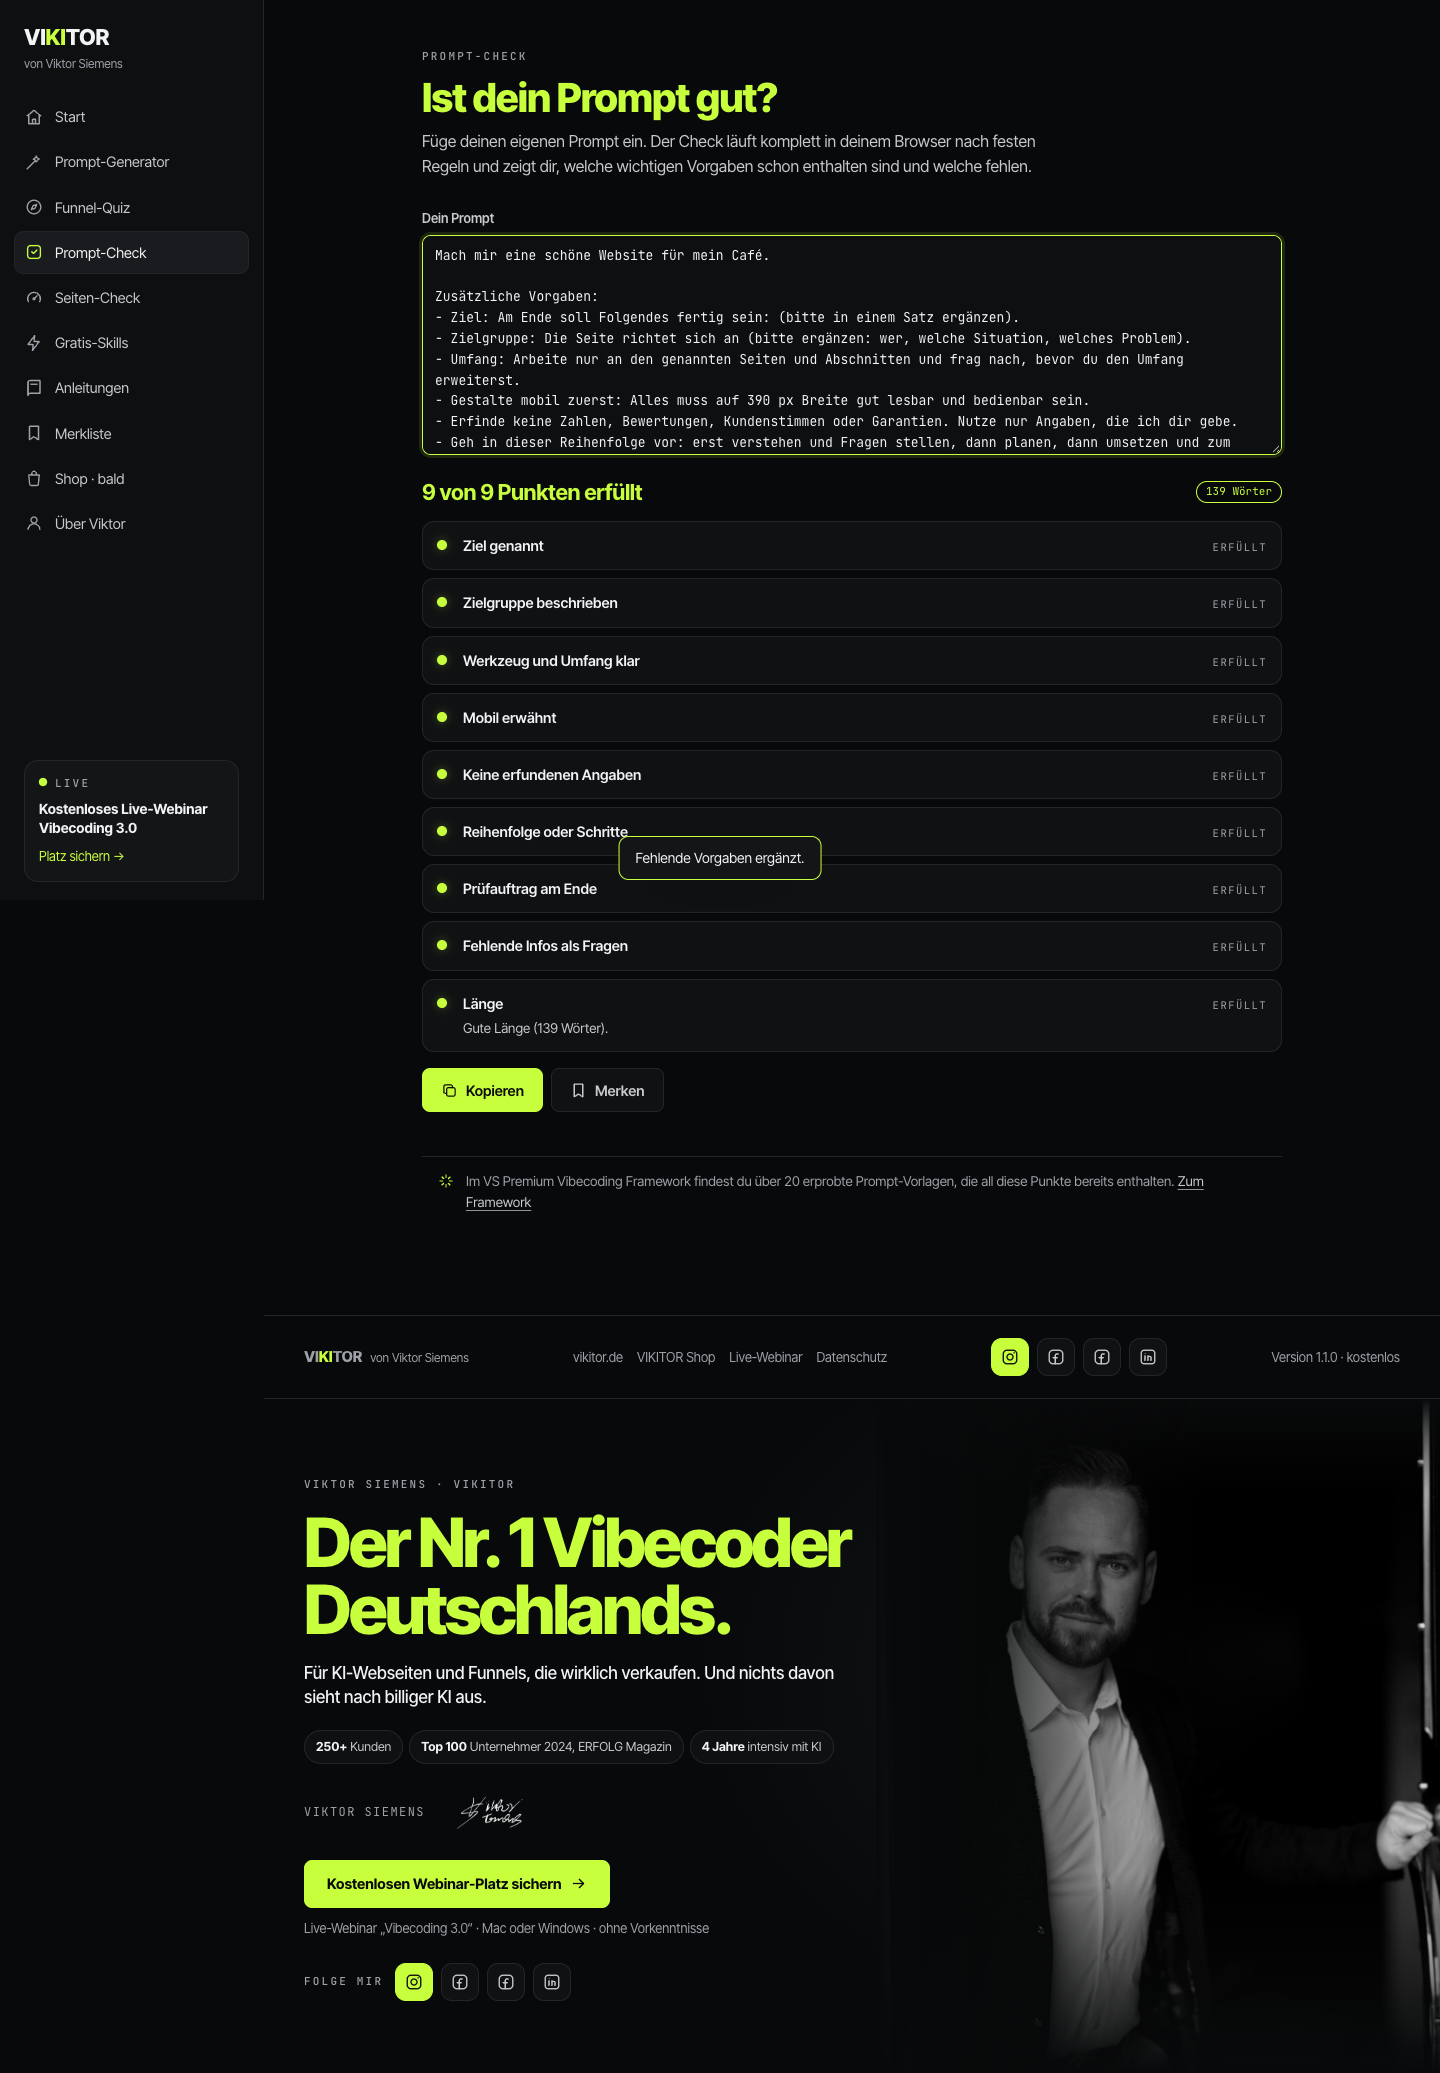 VIKITOR
von Viktor Siemens
Start
Prompt-Generator
Funnel-Quiz
Prompt-Check
Seiten-Check
Gratis-Skills
Anleitungen
Merkliste
Shop · bald
Über Viktor
LIVE
Kostenloses Live-Webinar
Vibecoding 3.0
Platz sichern →
PROMPT-CHECK
Ist dein Prompt gut?
Füge deinen eigenen Prompt ein. Der Check läuft komplett in deinem Browser nach festen
Regeln und zeigt dir, welche wichtigen Vorgaben schon enthalten sind und welche fehlen.
Dein Prompt
Mach mir eine schöne Website für mein Café.
Zusätzliche Vorgaben:
- Ziel: Am Ende soll Folgendes fertig sein: (bitte in einem Satz ergänzen).
- Zielgruppe: Die Seite richtet sich an (bitte ergänzen: wer, welche Situation, welches Problem).
- Umfang: Arbeite nur an den genannten Seiten und Abschnitten und frag nach, bevor du den Umfang
erweiterst.
- Gestalte mobil zuerst: Alles muss auf 390 px Breite gut lesbar und bedienbar sein.
- Erfinde keine Zahlen, Bewertungen, Kundenstimmen oder Garantien. Nutze nur Angaben, die ich dir gebe.
- Geh in dieser Reihenfolge vor: erst verstehen und Fragen stellen, dann planen, dann umsetzen und zum
9 von 9 Punkten erfüllt
139 Wörter
Ziel genannt
ERFÜLLT
Zielgruppe beschrieben
ERFÜLLT
Werkzeug und Umfang klar
ERFÜLLT
Mobil erwähnt
ERFÜLLT
Keine erfundenen Angaben
ERFÜLLT
Reihenfolge oder Schritte
ERFÜLLT
Fehlende Vorgaben ergänzt.
Prüfauftrag am Ende
ERFÜLLT
Fehlende Infos als Fragen
ERFÜLLT
Länge
ERFÜLLT
Gute Länge (139 Wörter).
Kopieren
Merken
Im VS Premium Vibecoding Framework findest du über 20 erprobte Prompt-Vorlagen, die all diese Punkte bereits enthalten. Zum
Framework
VIKITOR von Viktor Siemens
vikitor.de VIKITOR Shop Live-Webinar Datenschutz
Version 1.1.0 · kostenlos
VIKTOR SIEMENS · VIKITOR
Der Nr. 1 Vibecoder
Deutschlands.
Für KI-Webseiten und Funnels, die wirklich verkaufen. Und nichts davon
sieht nach billiger KI aus.
250+ Kunden
Top 100 Unternehmer 2024, ERFOLG Magazin
4 Jahre intensiv mit KI
VIKTOR SIEMENS
Kostenlosen Webinar-Platz sichern →
Live-Webinar „Vibecoding 3.0“ · Mac oder Windows · ohne Vorkenntnisse
FOLGE MIR